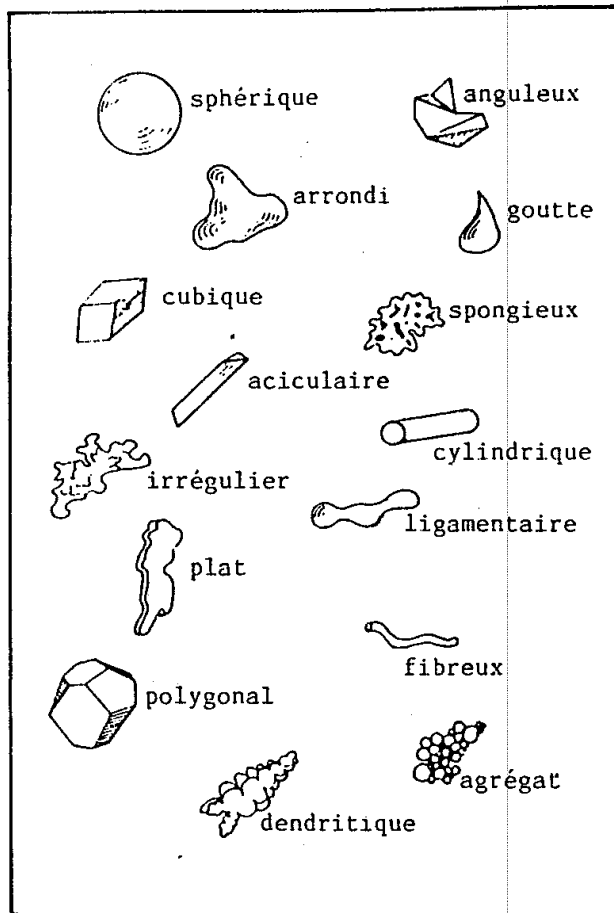 sphérique
anguleux
arrondi
goutte
cubique
spongieux
aciculaire
cylindrique
irrégulier
ligamentaire
plat
fibreux
polygonal
agrégat
dendritique